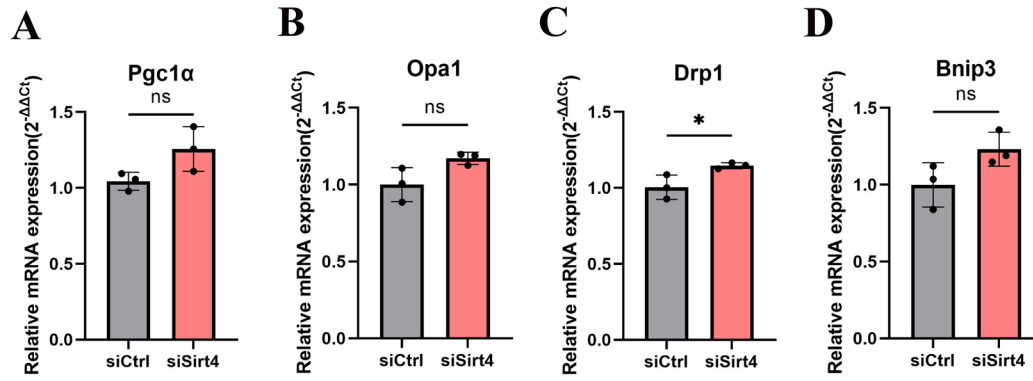 A
Pgc1α
ns
Relative mRNA expression(2-ΔΔCt)
1.5
1.0
0.5
0.0
siCtrl siSirt4
B
Opa1
ns
Relative mRNA expression(2-ΔΔCt)
1.5
1.0
0.5
0.0
siCtrl siSirt4
C
Drp1
*
Relative mRNA expression(2-ΔΔCt)
1.5
1.0
0.5
0.0
siCtrl siSirt4
D
Bnip3
ns
Relative mRNA expression(2-ΔΔCt)
1.5
1.0
0.5
0.0
siCtrl siSirt4